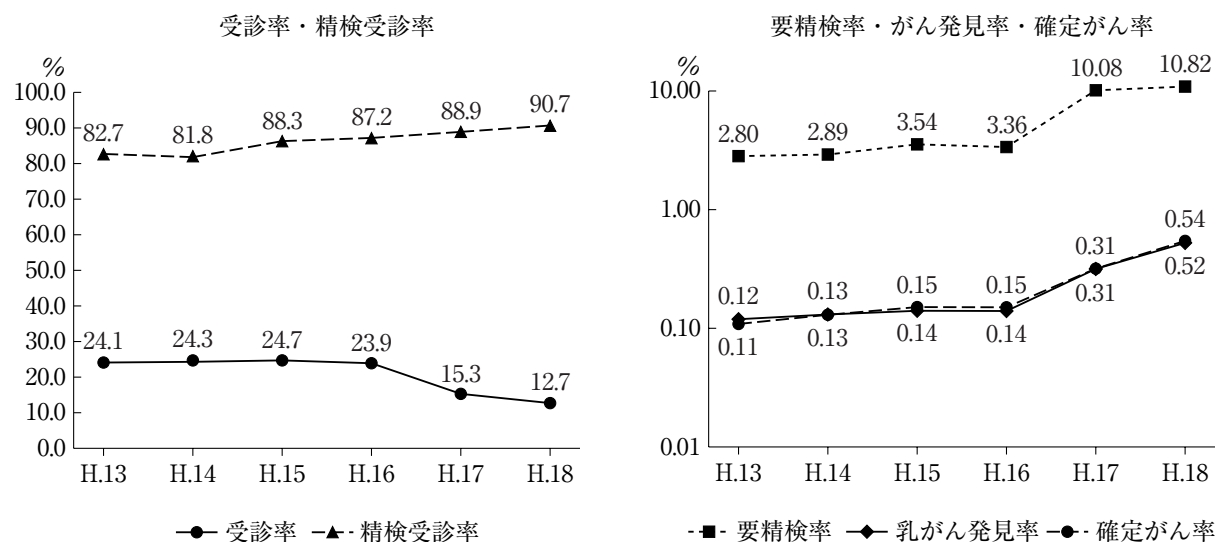 受診率・精検受診率
%
100.0
90.0
80.0
70.0
60.0
50.0
40.0
30.0
20.0
10.0
0.0
82.7 81.8 88.3 87.2 88.9 90.7
24.1 24.3 24.7 23.9 15.3 12.7
H.13 H.14 H.15 H.16 H.17 H.18
受診率 精検受診率
要精検率・がん発見率・確定がん率
%
10.00
1.00
0.10
0.01
2.80 2.89 3.54 3.36 10.08 10.82
0.12 0.13 0.15 0.15 0.31 0.54
0.11 0.13 0.14 0.14 0.31 0.52
H.13 H.14 H.15 H.16 H.17 H.18
要精検率 乳がん発見率 確定がん率